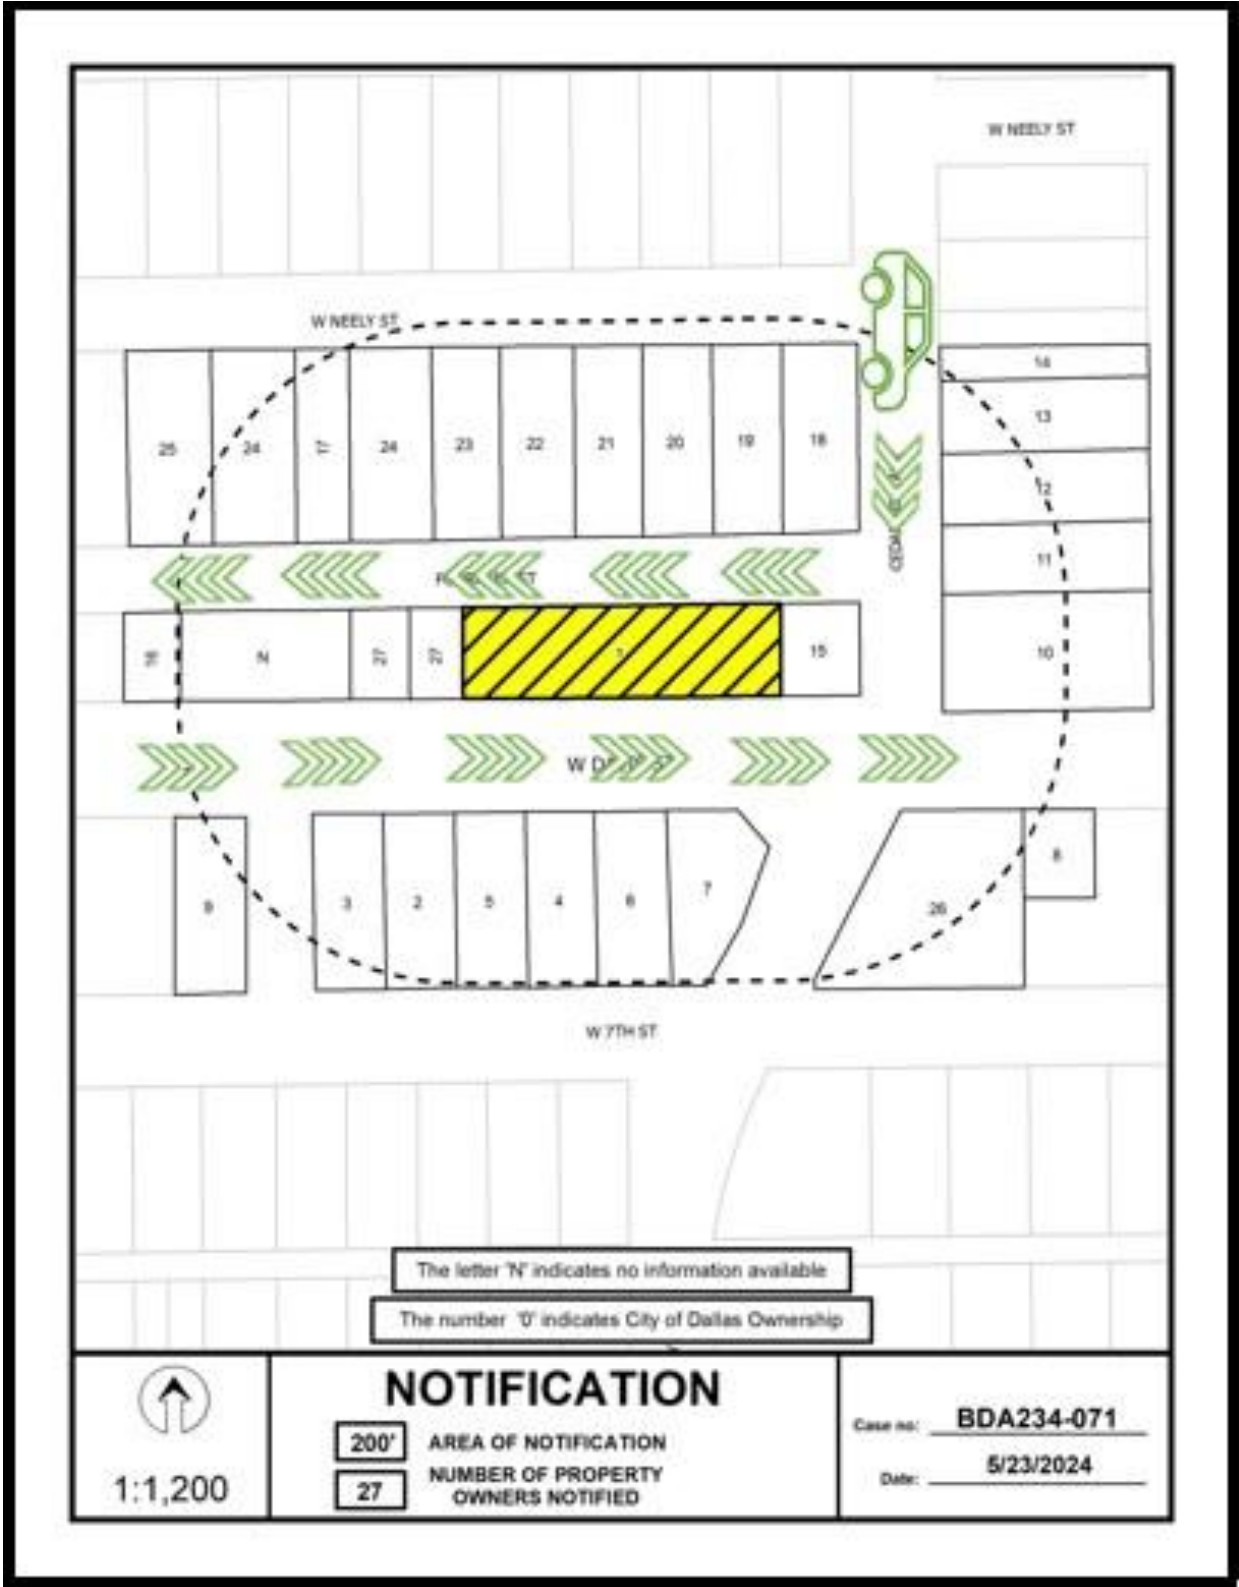 W NEELY ST
W NEELY ST
14
25
24
17
24
23
22
21
20
19
18
13
12
11
16
N
27
27
1
15
10
9
3
2
5
4
6
7
26
8
W 7TH ST
The letter 'N' indicates no information available
The number '0' indicates City of Dallas Ownership
1:1,200
NOTIFICATION
200' AREA OF NOTIFICATION
27 NUMBER OF PROPERTY
OWNERS NOTIFIED
Case no: BDA234-071
Date: 5/23/2024